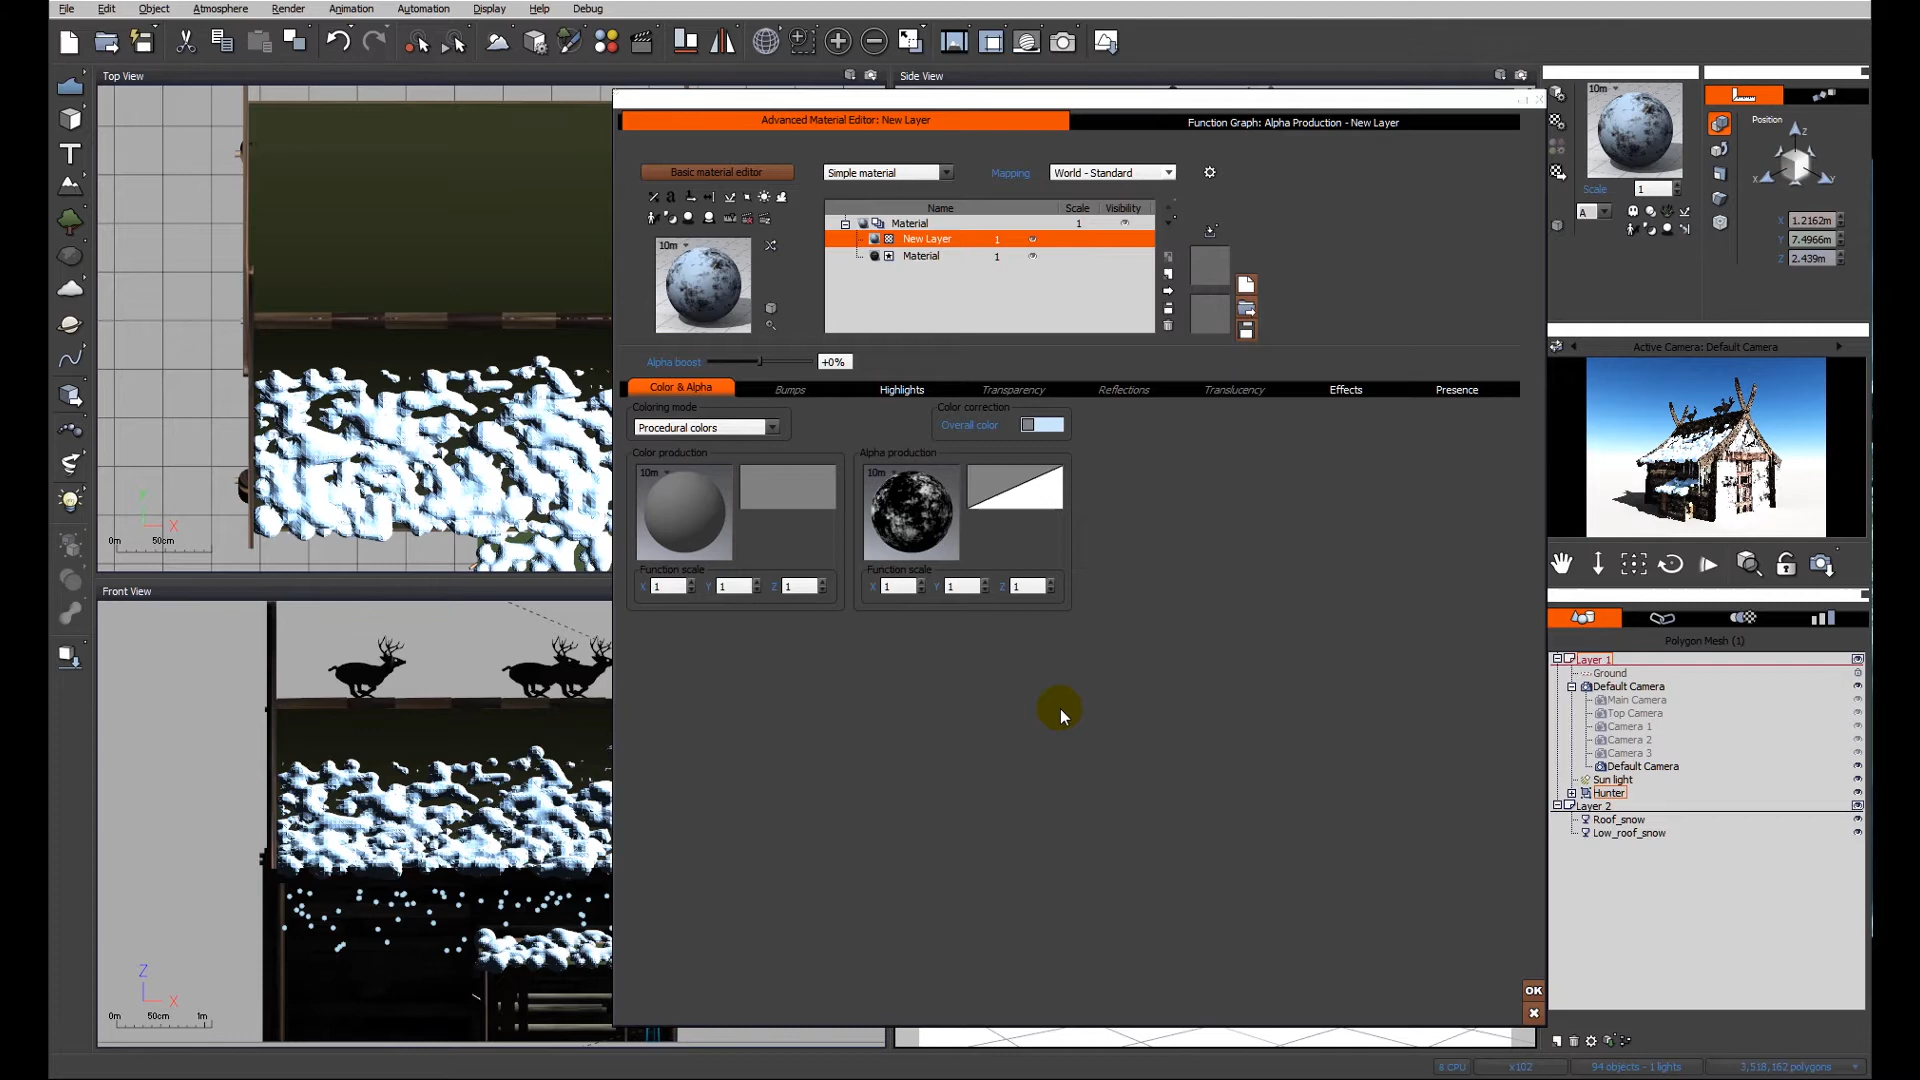 File Edit Object Atmosphere Render Animation Automation Display Help Debug
Top View
Side View
Advanced Material Editor: New Layer
Function Graph: Alpha Production - New Layer
Basic material editor
Simple material
Mapping
World - Standard
Name Scale Visibility
Material 1
New Layer 1
Material 1
10m
Alpha boost
+0%
Color & Alpha
Bumps
Highlights
Transparency
Reflections
Translucency
Effects
Presence
Coloring mode
Procedural colors
Color correction
Overall color
Color production
10m
Alpha production
10m
Function scale
X 1 Y 1 Z 1
Function scale
X 1 Y 1 Z 1
OK
Y
X
0m 50cm
Front View
Z
X
0m 50cm 1m
10m
Scale 1
A
Position
Z
X
Y
X 1.2162m
Y 7.4966m
Z 2.439m
Active Camera: Default Camera
Polygon Mesh (1)
Layer 1
Ground
Default Camera
Main Camera
Top Camera
Camera 1
Camera 2
Camera 3
Default Camera
Sun light
Hunter
Layer 2
Roof_snow
Low_roof_snow
8 CPU
x102
94 objects - 1 lights
3,518,162 polygons